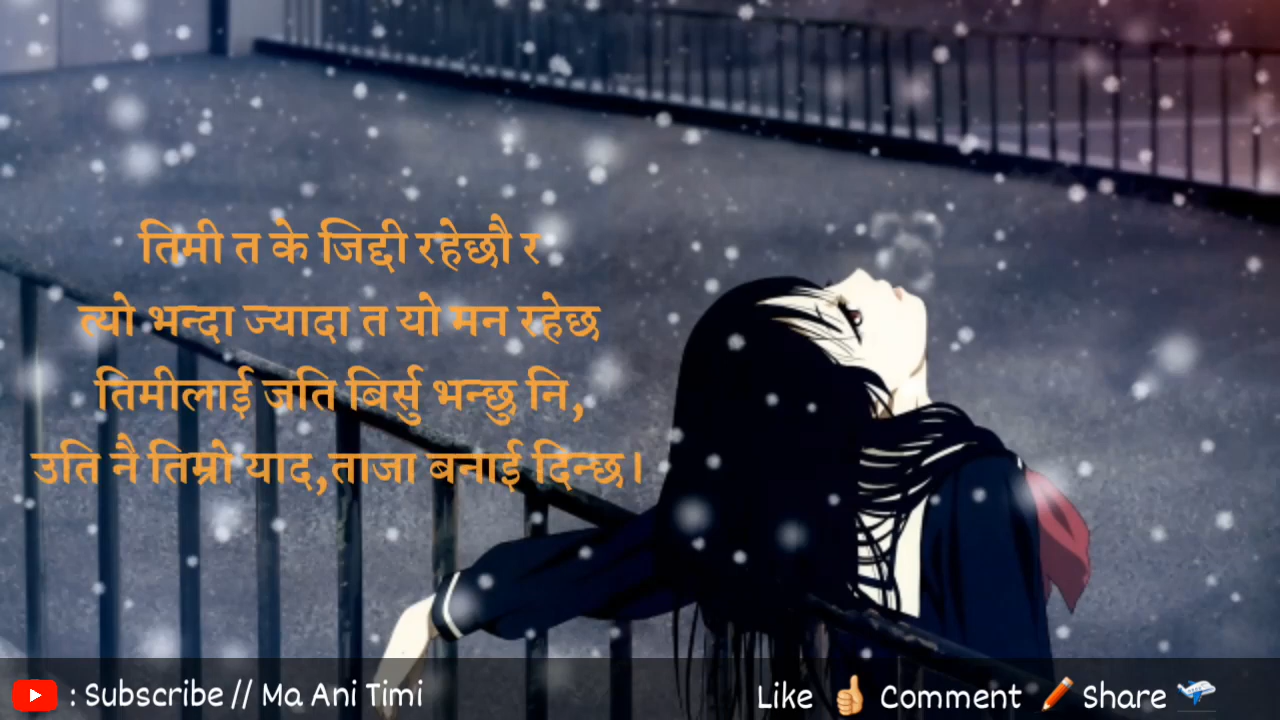 तिमी त के जिद्दी रहेछौ र
त्यो भन्दा ज्यादा त यो मन रहेछ
तिमीलाई जति बिर्सु भन्छु नि,
उति नै तिम्रो याद,ताजा बनाई दिन्छ।
: Subscribe // Ma Ani Timi
Like 👍 Comment ✏️ Share 🛩️